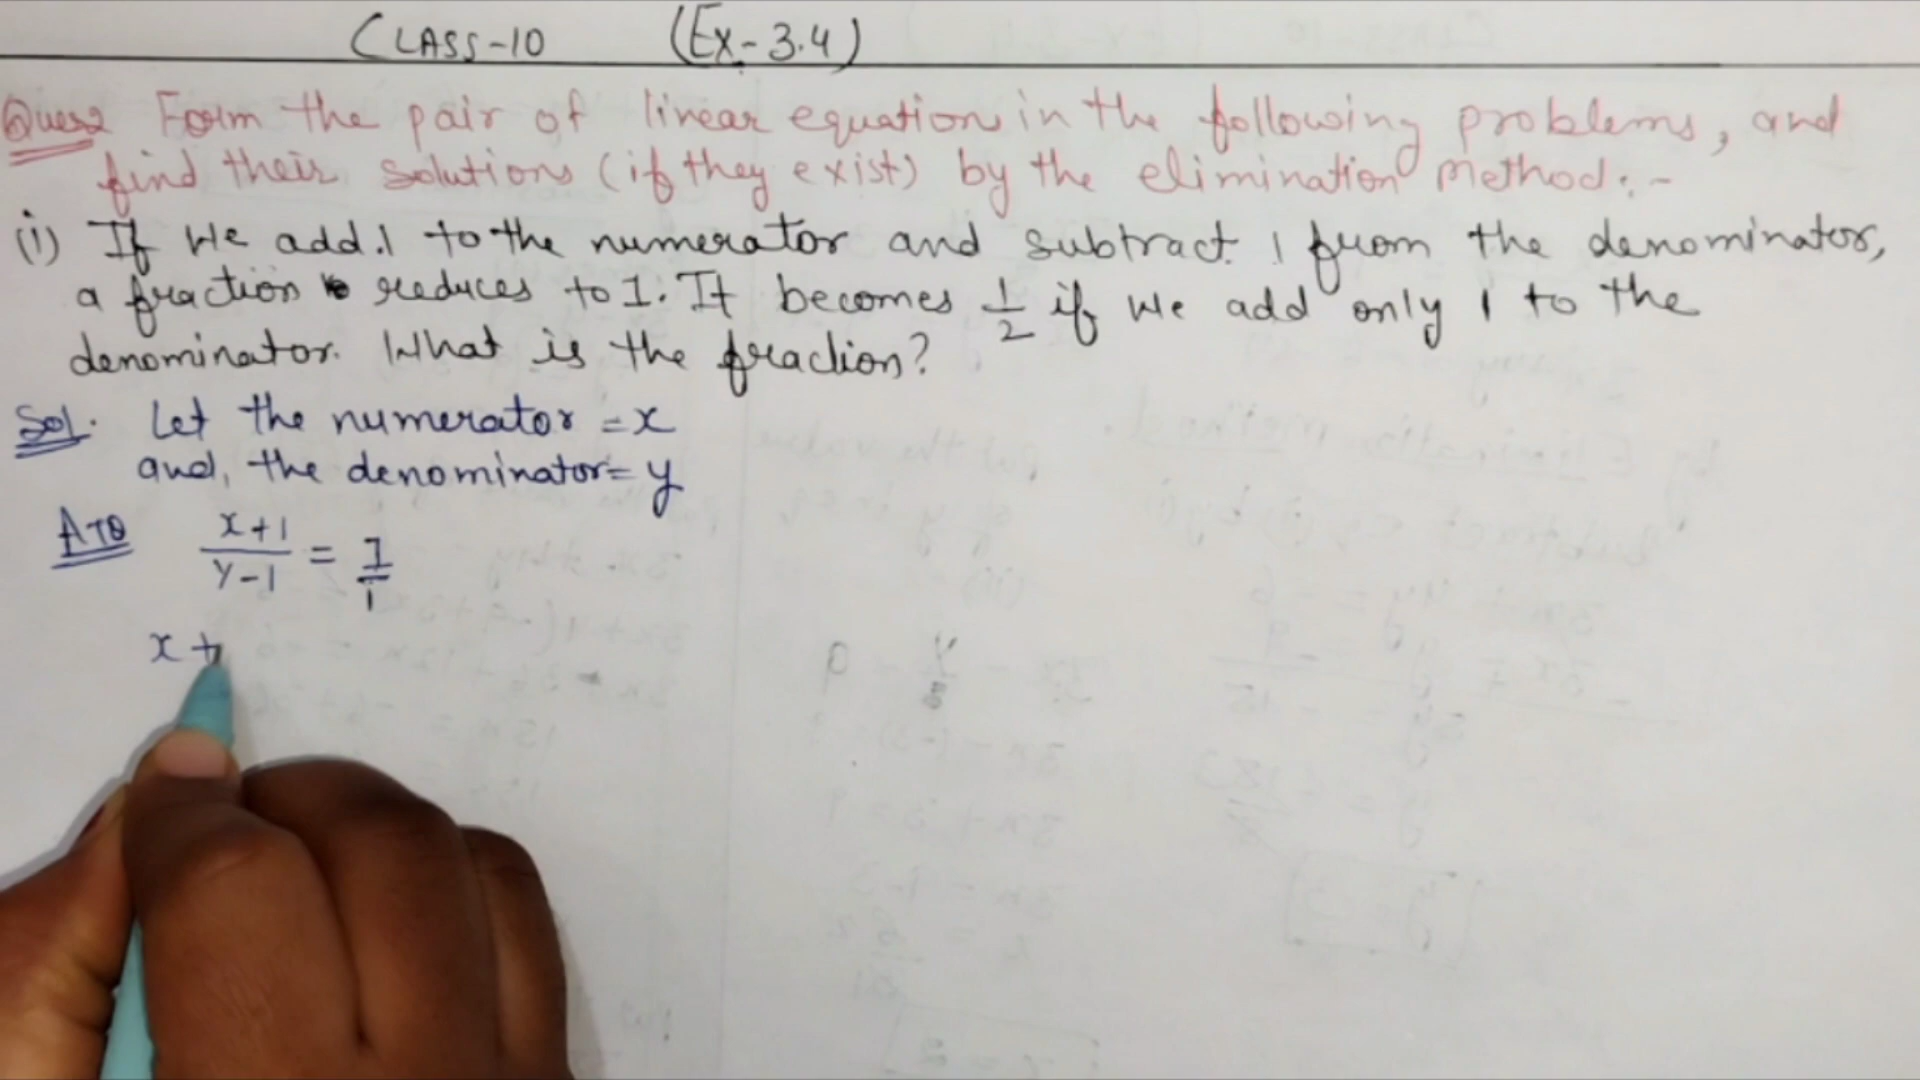 CLASS-10 (Ex-3.4)
Ques2 Form the pair of linear equation in the following problems, and
find their solutions (if they exist) by the elimination method:-
(i) If we add 1 to the numerator and subtract 1 from the denominator,
a fraction reduces to 1. It becomes 1/2 if we add only 1 to the
denominator. What is the fraction?
Sol. Let the numerator = x
and, the denominator = y
ATQ x+1/y-1 = 1/1
x +